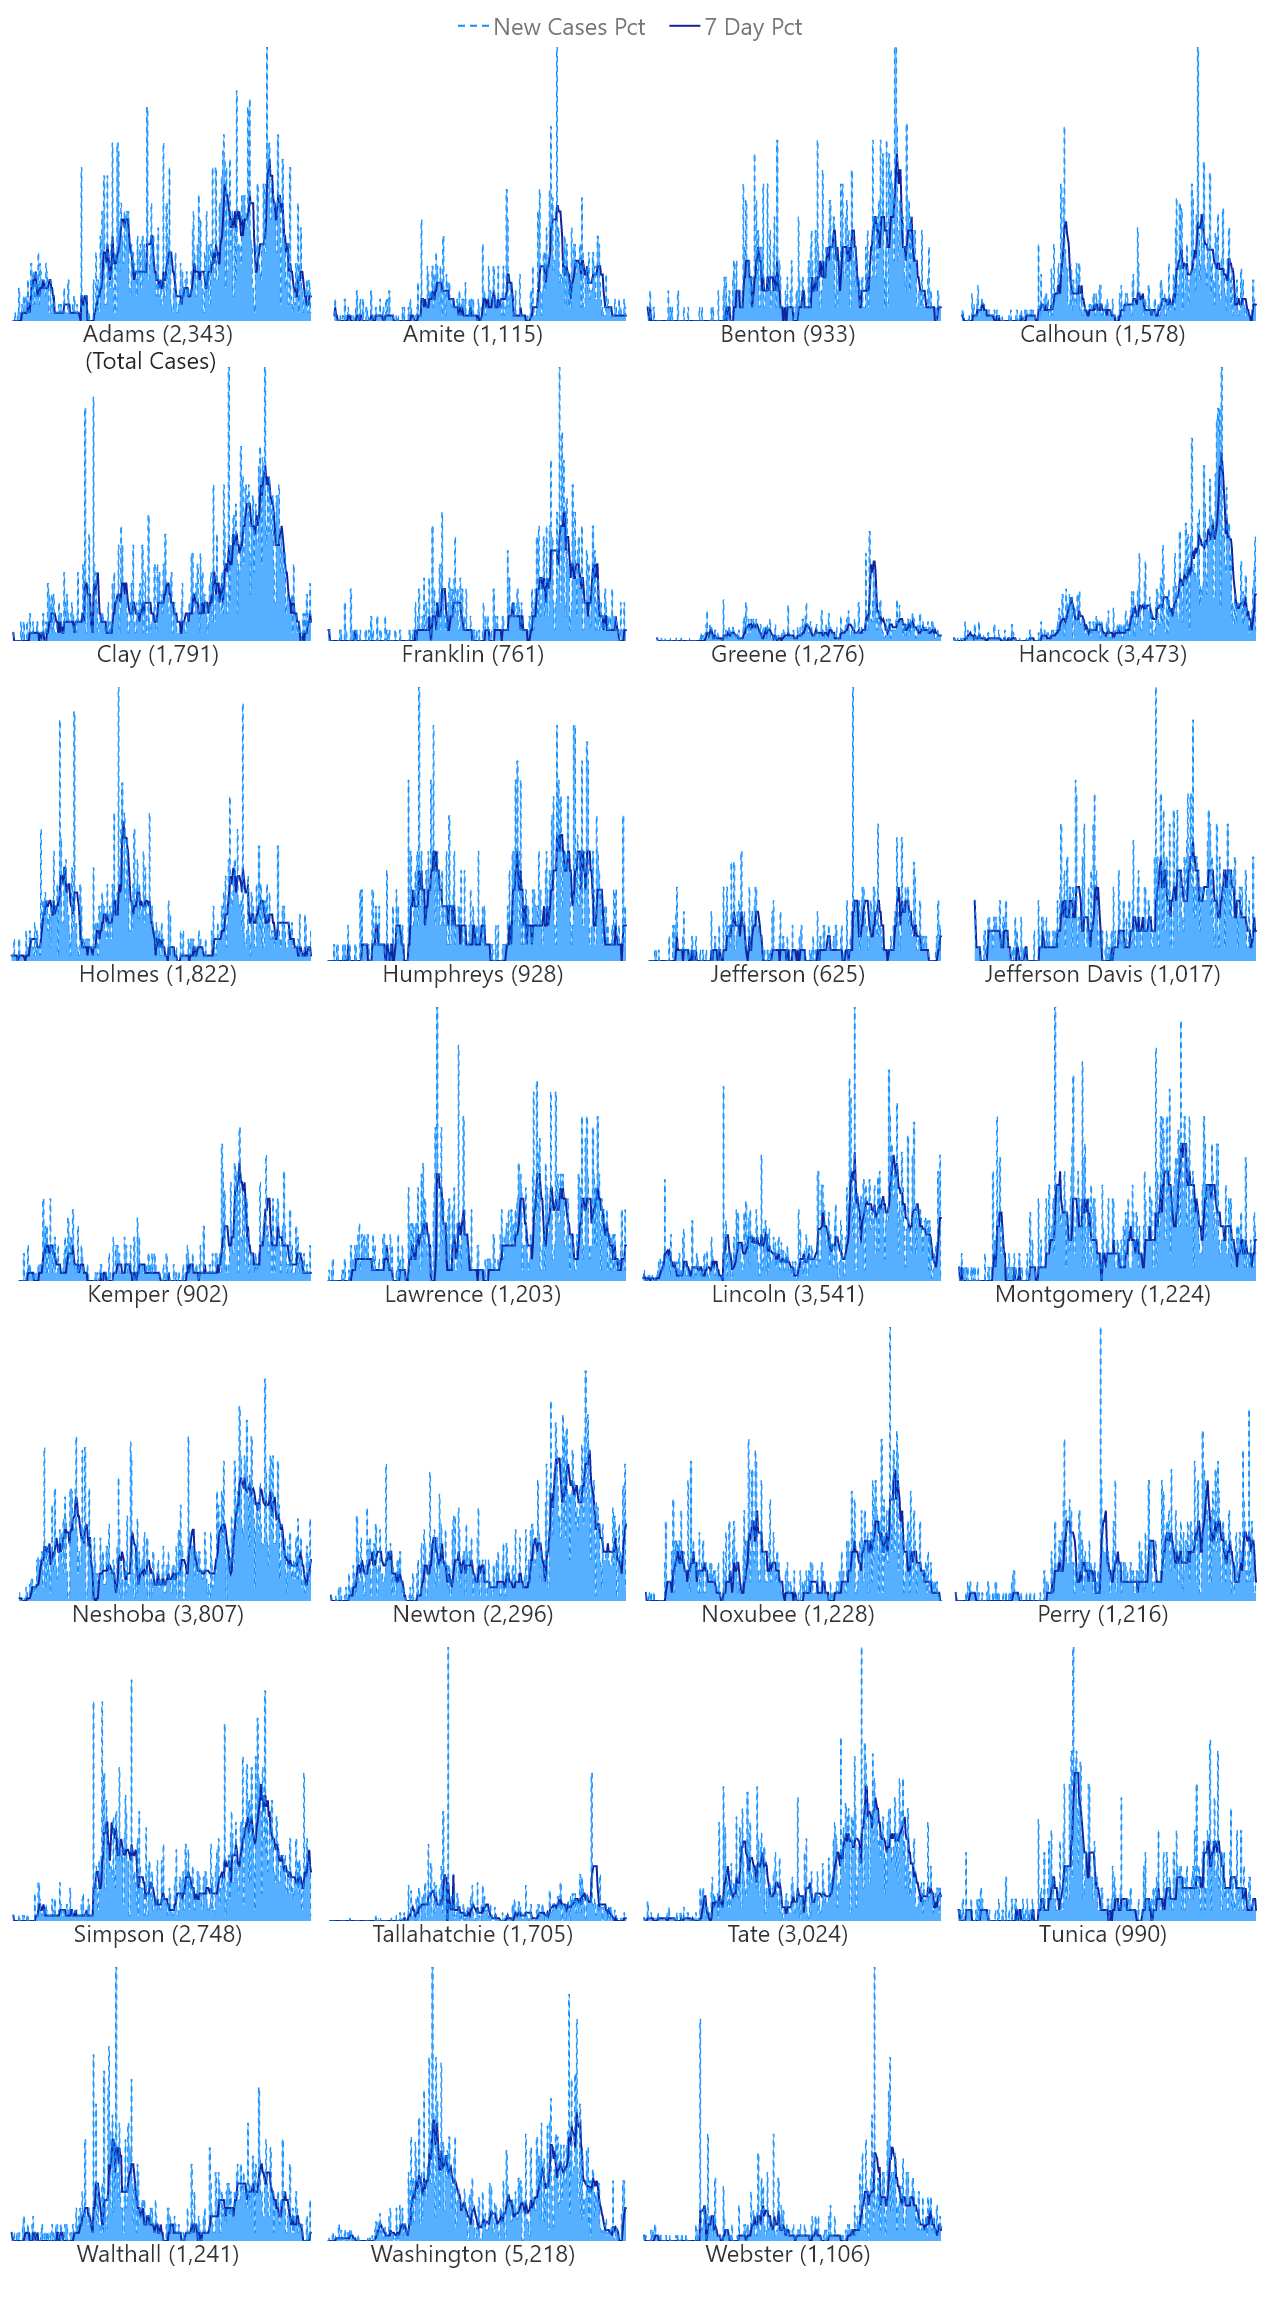 New Cases Pct 7 Day Pct
Adams (2,343) Amite (1,115) Benton (933) Calhoun (1,578)
(Total Cases)
Clay (1,791) Franklin (761) Greene (1,276) Hancock (3,473)
Holmes (1,822) Humphreys (928) Jefferson (625) Jefferson Davis (1,017)
Kemper (902) Lawrence (1,203) Lincoln (3,541) Montgomery (1,224)
Neshoba (3,807) Newton (2,296) Noxubee (1,228) Perry (1,216)
Simpson (2,748) Tallahatchie (1,705) Tate (3,024) Tunica (990)
Walthall (1,241) Washington (5,218) Webster (1,106)